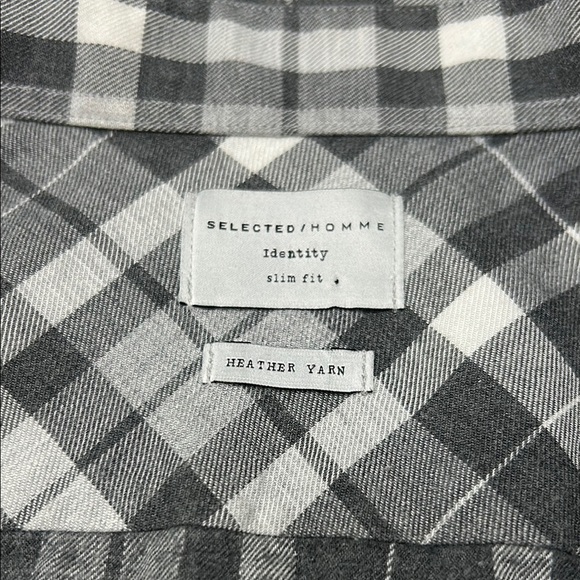 SELECTED/HOMME
Identity
slim fit
HEATHER YARN